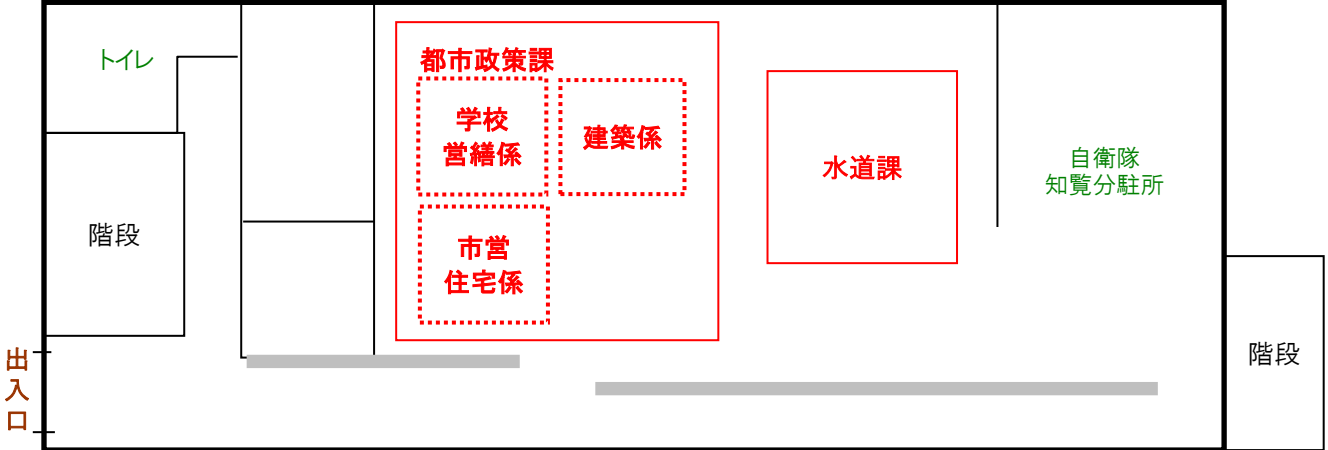 トイレ
階段
出
入
口
都市政策課
学校
営繕係
建築係
市営
住宅係
水道課
自衛隊
知覧分駐所
階段